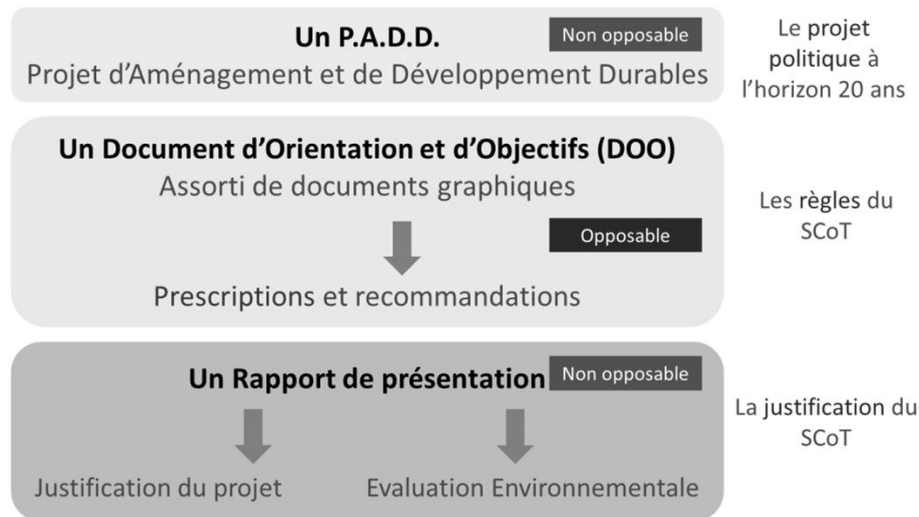 Un P.A.D.D.
Non opposable
Projet d’Aménagement et de Développement Durables
Le projet
politique à
l’horizon 20 ans
Un Document d’Orientation et d’Objectifs (DOO)
Assorti de documents graphiques
Opposable
Prescriptions et recommandations
Les règles du
SCoT
Un Rapport de présentation
Non opposable
Justification du projet
Evaluation Environnementale
La justification du
SCoT